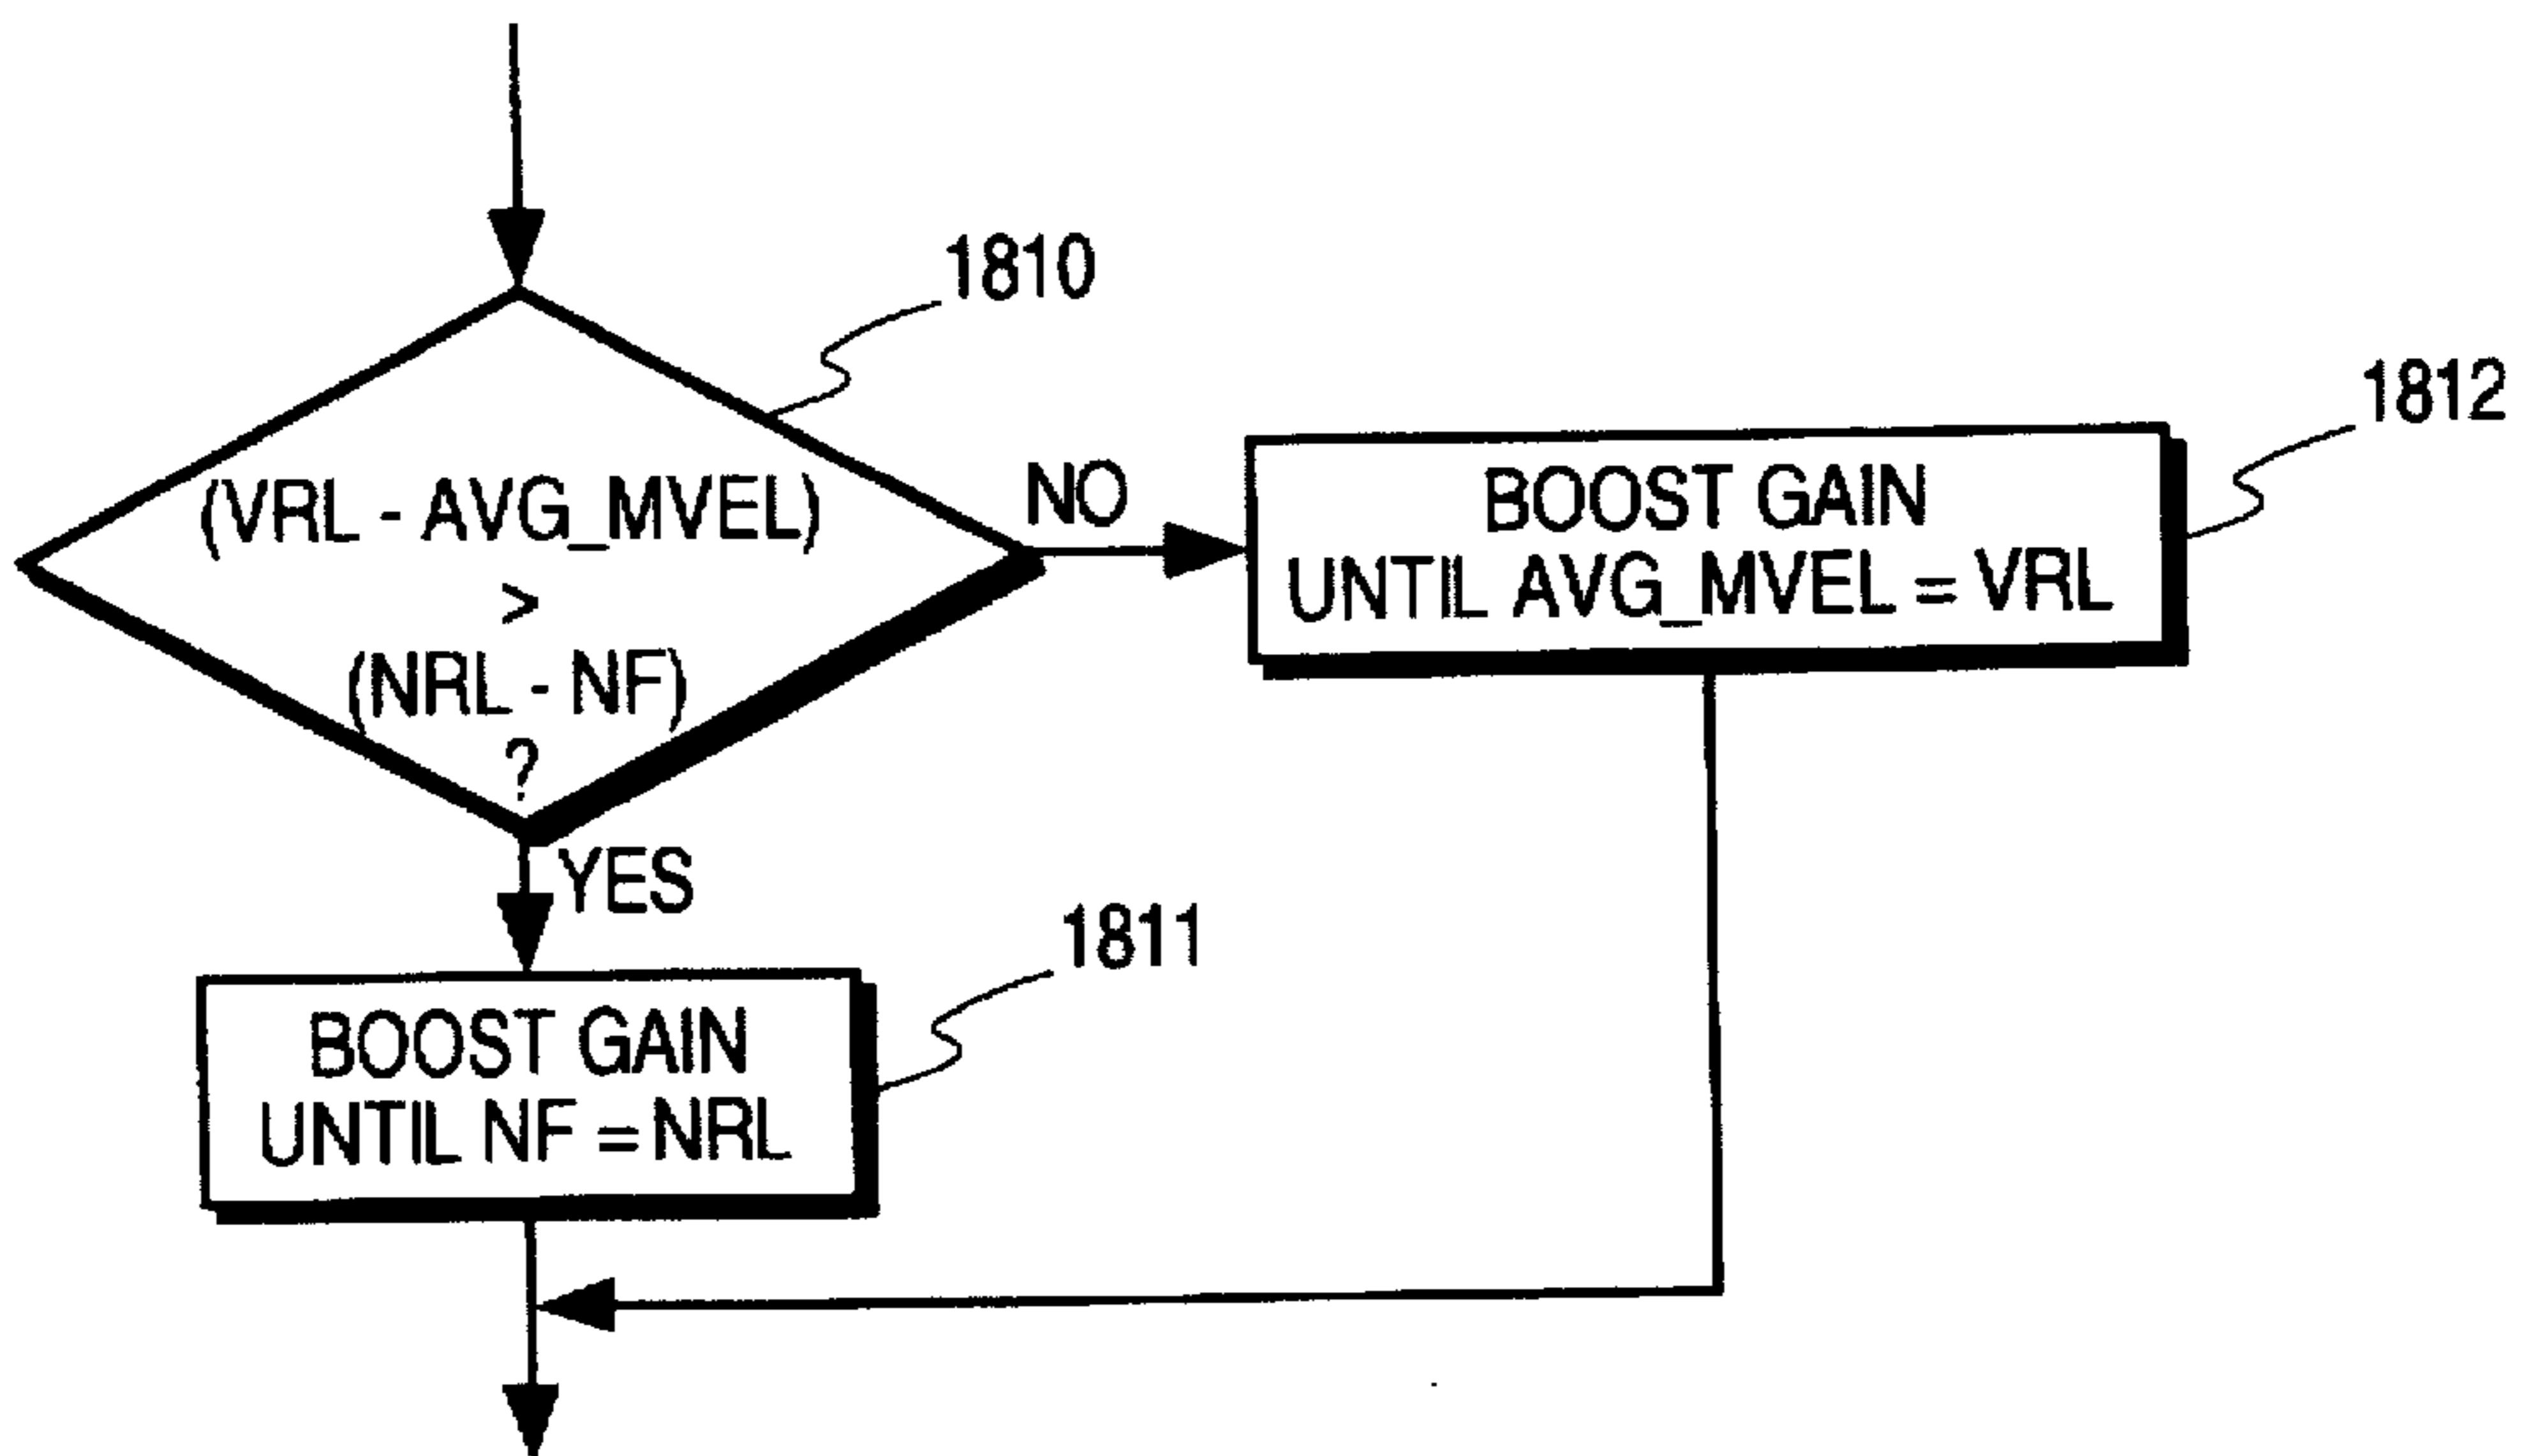 1810
(VRL - AVG_MVEL)
>
(NRL - NF)
?
NO
1812
BOOST GAIN
UNTIL AVG_MVEL = VRL
YES
1811
BOOST GAIN
UNTIL NF = NRL